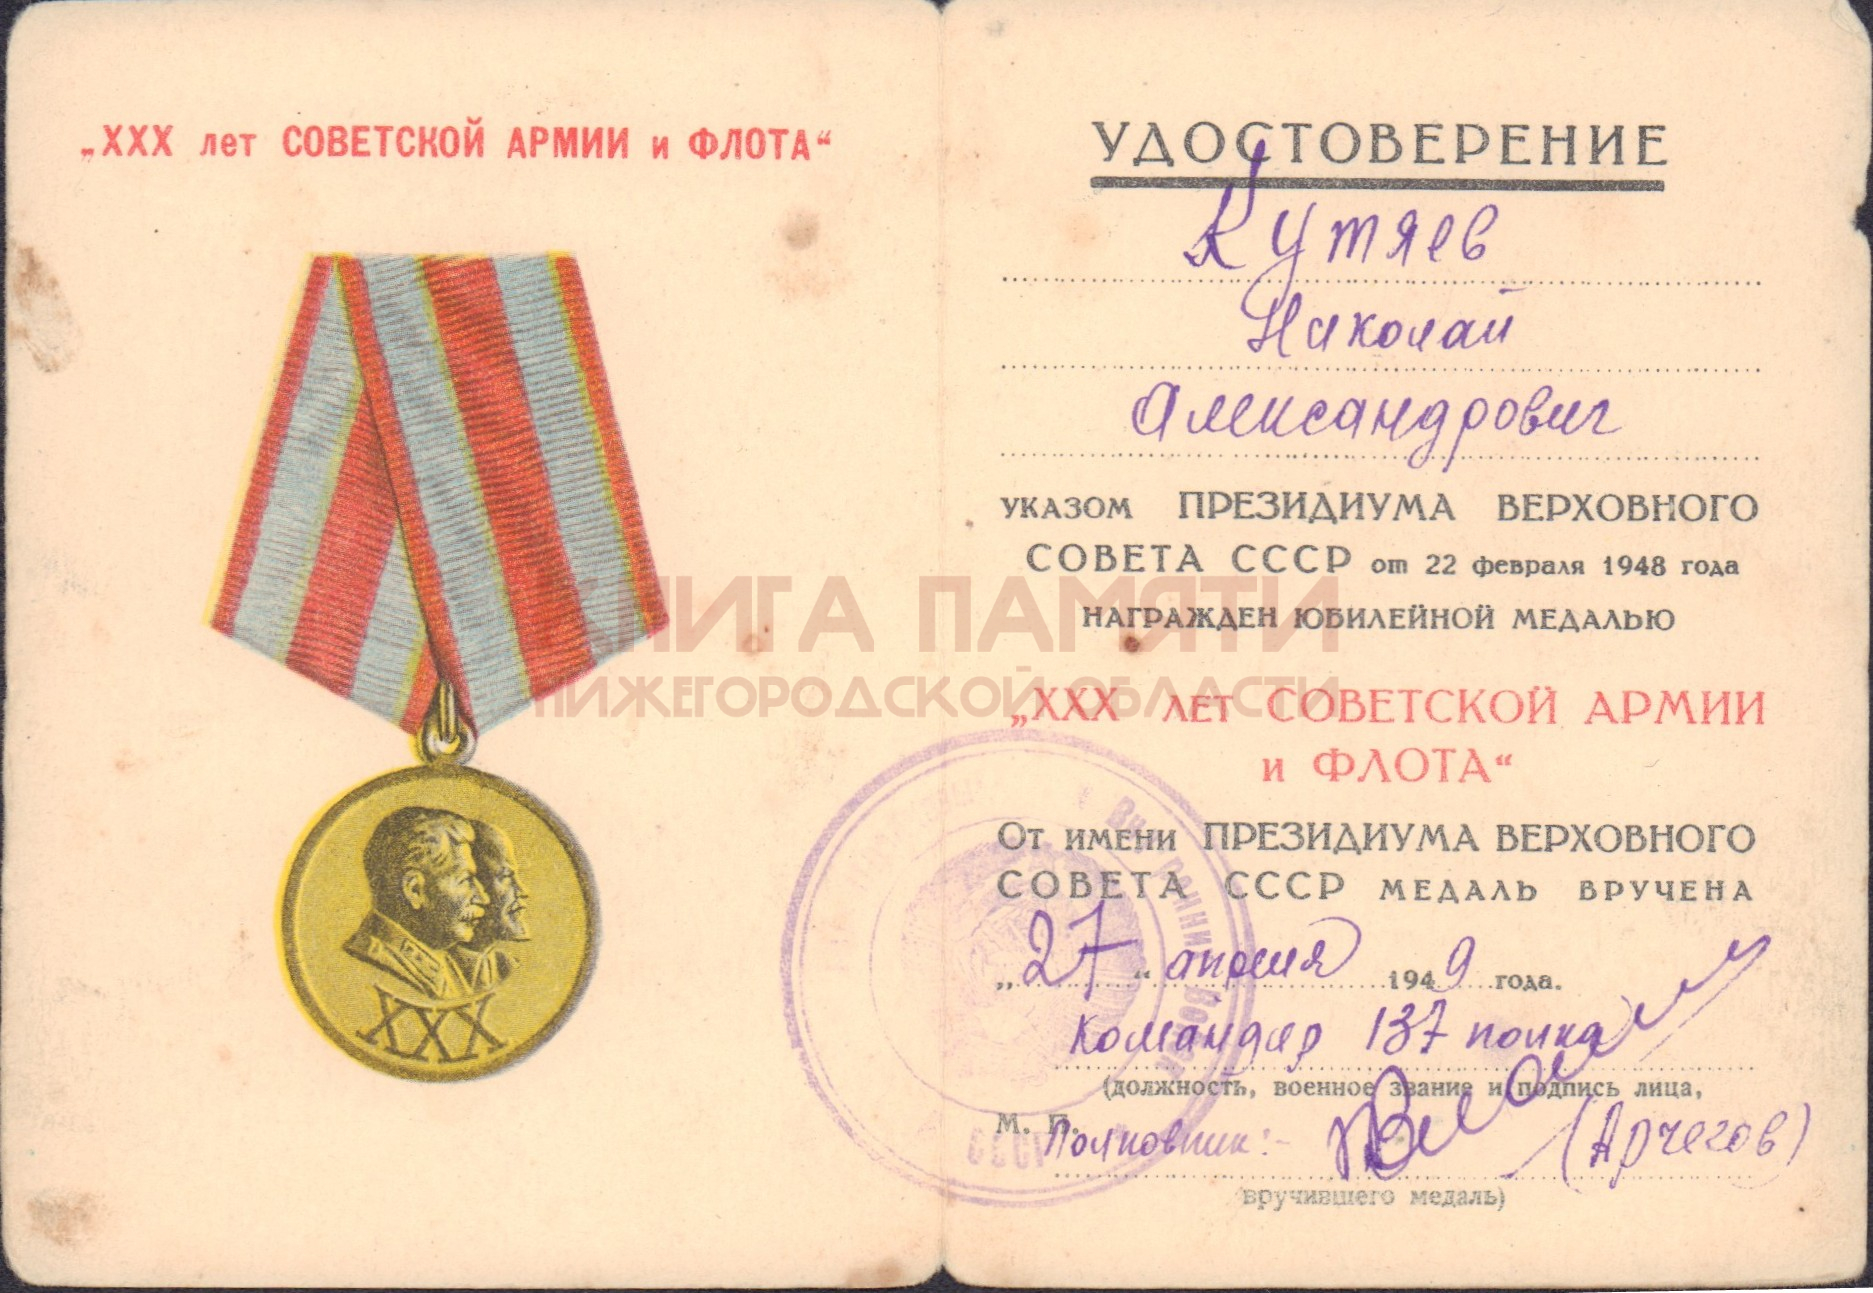 „XXX лет СОВЕТСКОЙ АРМИИ и ФЛОТА“
XXX
УДОСТОВЕРЕНИЕ
Кутяев
Николай
Александрович
УКАЗОМ ПРЕЗИДИУМА ВЕРХОВНОГО
СОВЕТА СССР от 22 февраля 1948 года
НАГРАЖДЕН ЮБИЛЕЙНОЙ МЕДАЛЬЮ
КНИГА ПАМЯТИ
НИЖЕГОРОДСКОЙ ОБЛАСТИ
„XXX ЛЕТ СОВЕТСКОЙ АРМИИ
И ФЛОТА“
ОТ ИМЕНИ ПРЕЗИДИУМА ВЕРХОВНОГО
СОВЕТА СССР МЕДАЛЬ ВРУЧЕНА
„27“ апреля 1949 года.
Командир 137 полка
(должность, военное звание и подпись лица,
М. П.
Полковник:-
(Арчегов)
вручившего медаль)
СССР